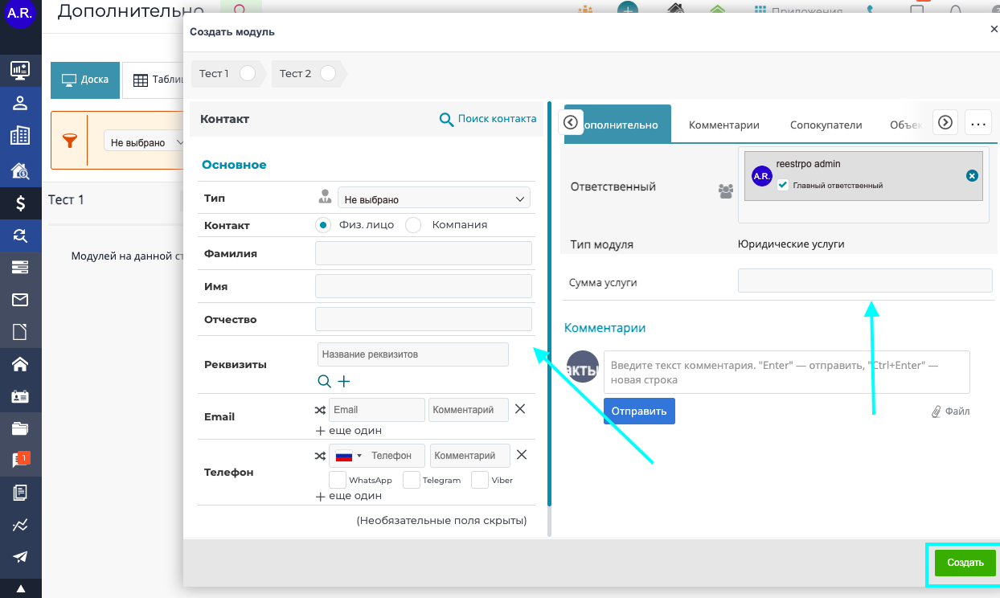 A.R.
Дополнительно
Приложения
Создать модуль
Тест 1
Тест 2
Доска
Не выбрано
Тест 1
Модулей на данной
Контакт
Поиск контакта
Основное
Тип
Не выбрано
Контакт
Физ. лицо
Компания
Фамилия
Имя
Отчество
Реквизиты
Название реквизитов
Email
Email
Комментарий
еще один
Телефон
Телефон
Комментарий
WhatsApp
Telegram
Viber
еще один
(Необязательные поля скрыты)
ополнительно
Комментарии
Сопокупатели
Объек
...
Ответственный
A.R.
reestrpo admin
Главный ответственный
Тип модуля
Юридические услуги
Сумма услуги
Комментарии
акты
Введите текст комментария. "Enter" — отправить, "Ctrl+Enter" —
новая строка
Отправить
Файл
1
Создать